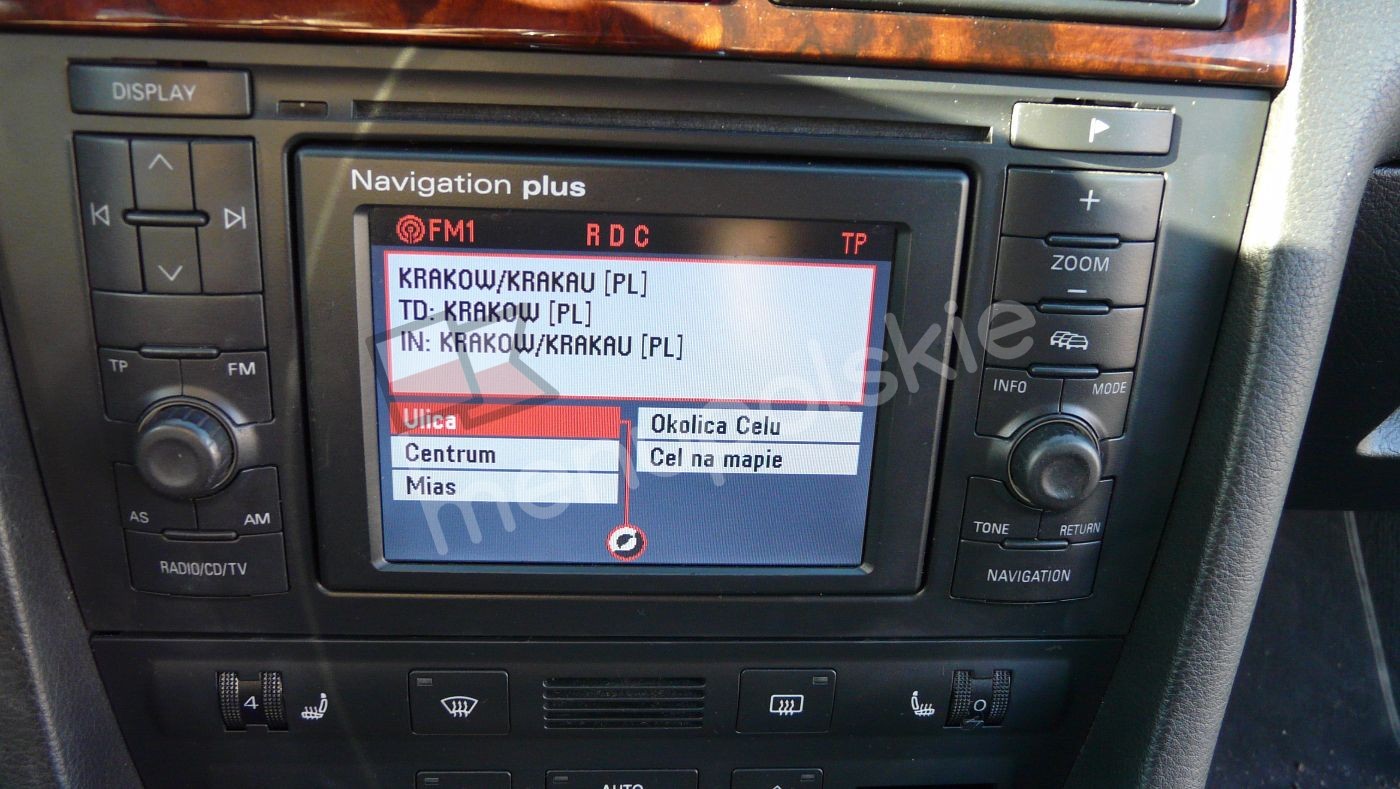 DISPLAY
Navigation plus
FM1 RDC TP
KRAKOW/KRAKAU [PL]
TD: KRAKOW [PL]
IN: KRAKOW/KRAKAU [PL]
Ulica
Centrum
Mias
Okolica Celu
Cel na mapie
TP FM
AS AM
RADIO/CD/TV
+
ZOOM
−
INFO MODE
TONE RETURN
NAVIGATION
menupolskie
4
0
AUTO